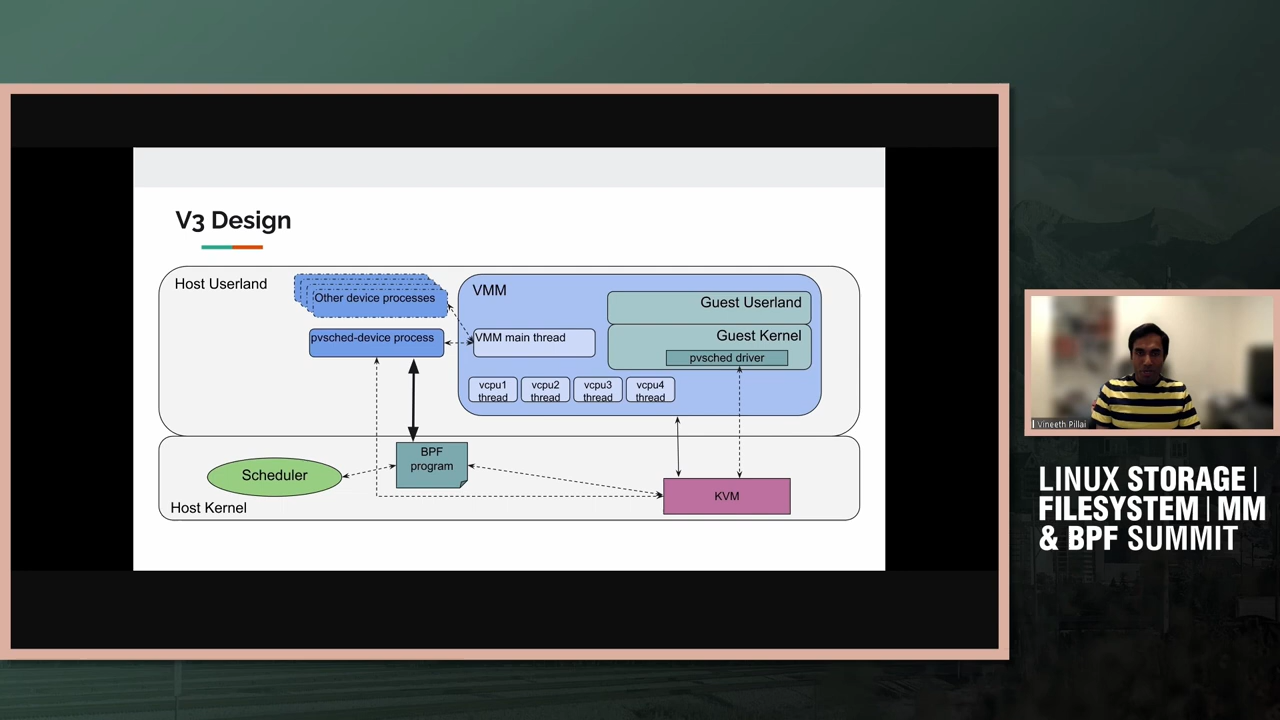 V3 Design
Host Userland
Other device processes
pvsched-device process
VMM
VMM main thread
Guest Userland
Guest Kernel
pvsched driver
vcpu1
thread
vcpu2
thread
vcpu3
thread
vcpu4
thread
BPF
program
Scheduler
KVM
Host Kernel
Vineeth Pillai
LINUX STORAGE |
FILESYSTEM | MM
& BPF SUMMIT